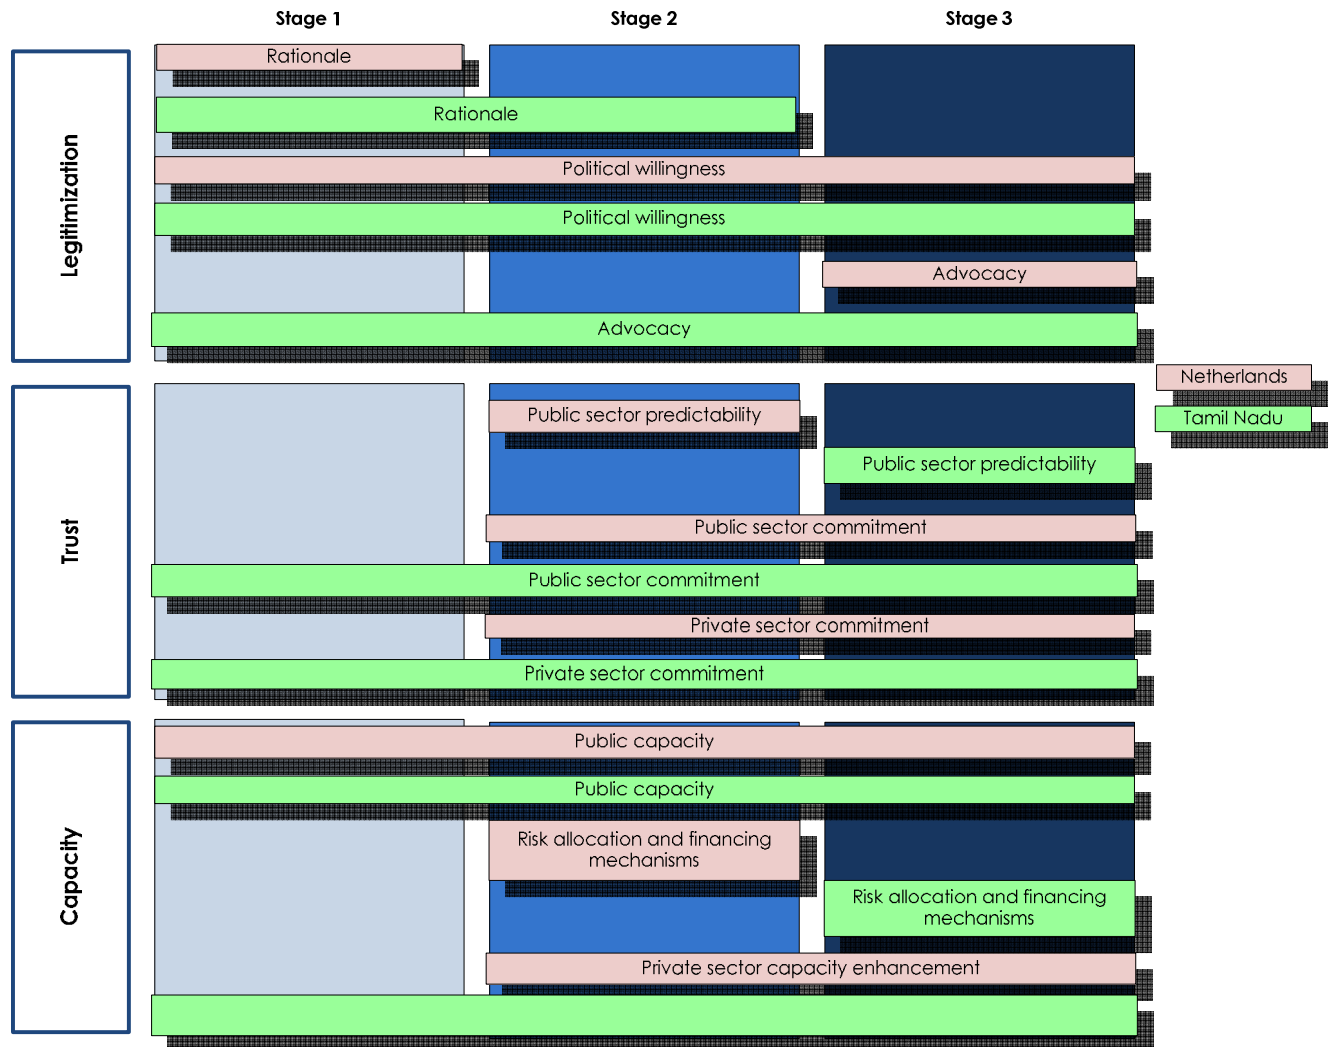 Stage 1
Stage 2
Stage 3
Legitimization
Rationale
Rationale
Political willingness
Political willingness
Advocacy
Advocacy
Netherlands
Tamil Nadu
Trust
Public sector predictability
Public sector predictability
Public sector commitment
Public sector commitment
Private sector commitment
Private sector commitment
Capacity
Public capacity
Public capacity
Risk allocation and financing
mechanisms
Risk allocation and financing
mechanisms
Private sector capacity enhancement